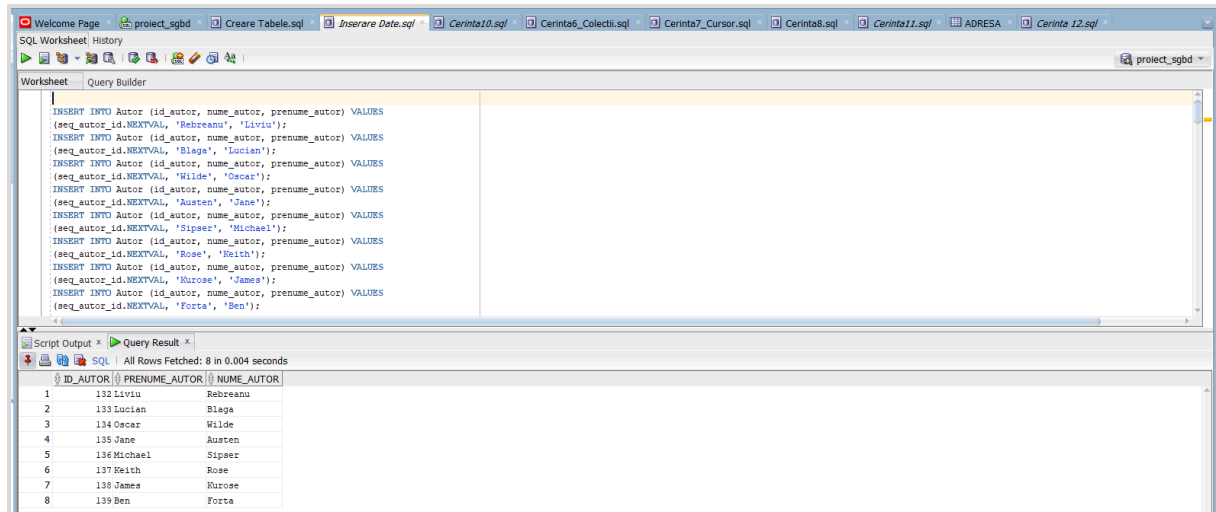 Welcome Page × proiect_sgbd × Creare Tabele.sql × Inserare Date.sql × Cerinta10.sql × Cerinta6_Colectii.sql × Cerinta7_Cursor.sql × Cerinta8.sql × Cerinta11.sql × ADRESA × Cerinta 12.sql ×
SQL Worksheet History
proiect_sgbd
Worksheet Query Builder
INSERT INTO Autor (id_autor, nume_autor, prenume_autor) VALUES
(seq_autor_id.NEXTVAL, 'Rebreanu', 'Liviu');
INSERT INTO Autor (id_autor, nume_autor, prenume_autor) VALUES
(seq_autor_id.NEXTVAL, 'Blaga', 'Lucian');
INSERT INTO Autor (id_autor, nume_autor, prenume_autor) VALUES
(seq_autor_id.NEXTVAL, 'Wilde', 'Oscar');
INSERT INTO Autor (id_autor, nume_autor, prenume_autor) VALUES
(seq_autor_id.NEXTVAL, 'Austen', 'Jane');
INSERT INTO Autor (id_autor, nume_autor, prenume_autor) VALUES
(seq_autor_id.NEXTVAL, 'Sipser', 'Michael');
INSERT INTO Autor (id_autor, nume_autor, prenume_autor) VALUES
(seq_autor_id.NEXTVAL, 'Rose', 'Keith');
INSERT INTO Autor (id_autor, nume_autor, prenume_autor) VALUES
(seq_autor_id.NEXTVAL, 'Kurose', 'James');
INSERT INTO Autor (id_autor, nume_autor, prenume_autor) VALUES
(seq_autor_id.NEXTVAL, 'Forta', 'Ben');
Script Output × Query Result ×
SQL | All Rows Fetched: 8 in 0.004 seconds
ID_AUTOR PRENUME_AUTOR NUME_AUTOR
1 132 Liviu Rebreanu
2 133 Lucian Blaga
3 134 Oscar Wilde
4 135 Jane Austen
5 136 Michael Sipser
6 137 Keith Rose
7 138 James Kurose
8 139 Ben Forta